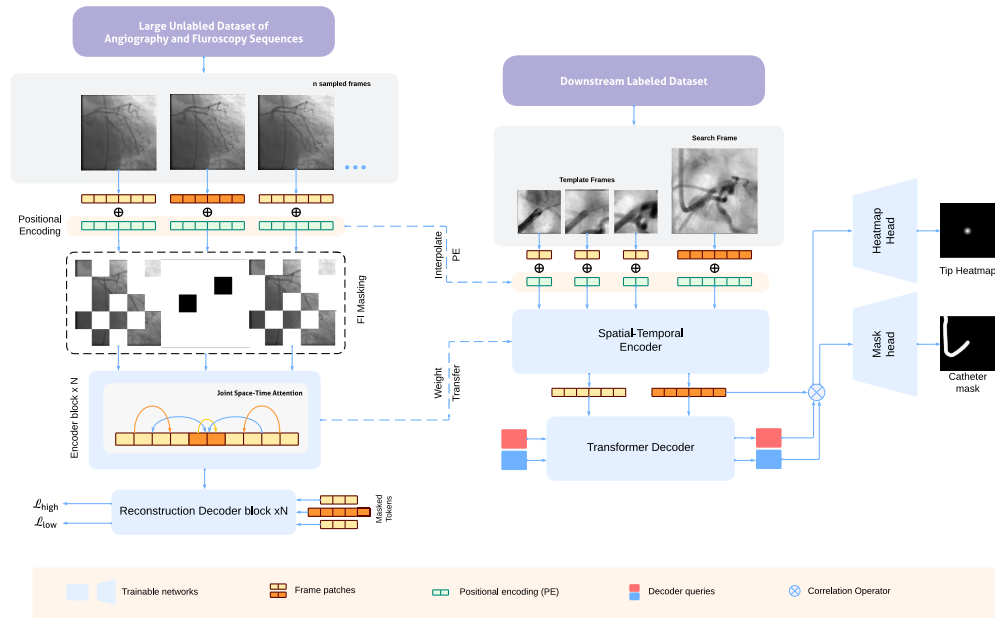 Large Unlabled Dataset of
Angiography and Fluroscopy Sequences
n sampled frames
Positional
Encoding
FI Masking
Encoder block x N
Joint Space-Time Attention
Reconstruction Decoder block xN
ℒhigh
ℒlow
Masked
Tokens
Interpolate
PE
Weight
Transfer
Downstream Labeled Dataset
Search Frame
Template Frames
Spatial-Temporal
Encoder
Transformer Decoder
Heatmap
Head
Tip Heatmap
Mask
head
Catheter
mask
Trainable networks
Frame patches
Positional encoding (PE)
Decoder queries
Correlation Operator